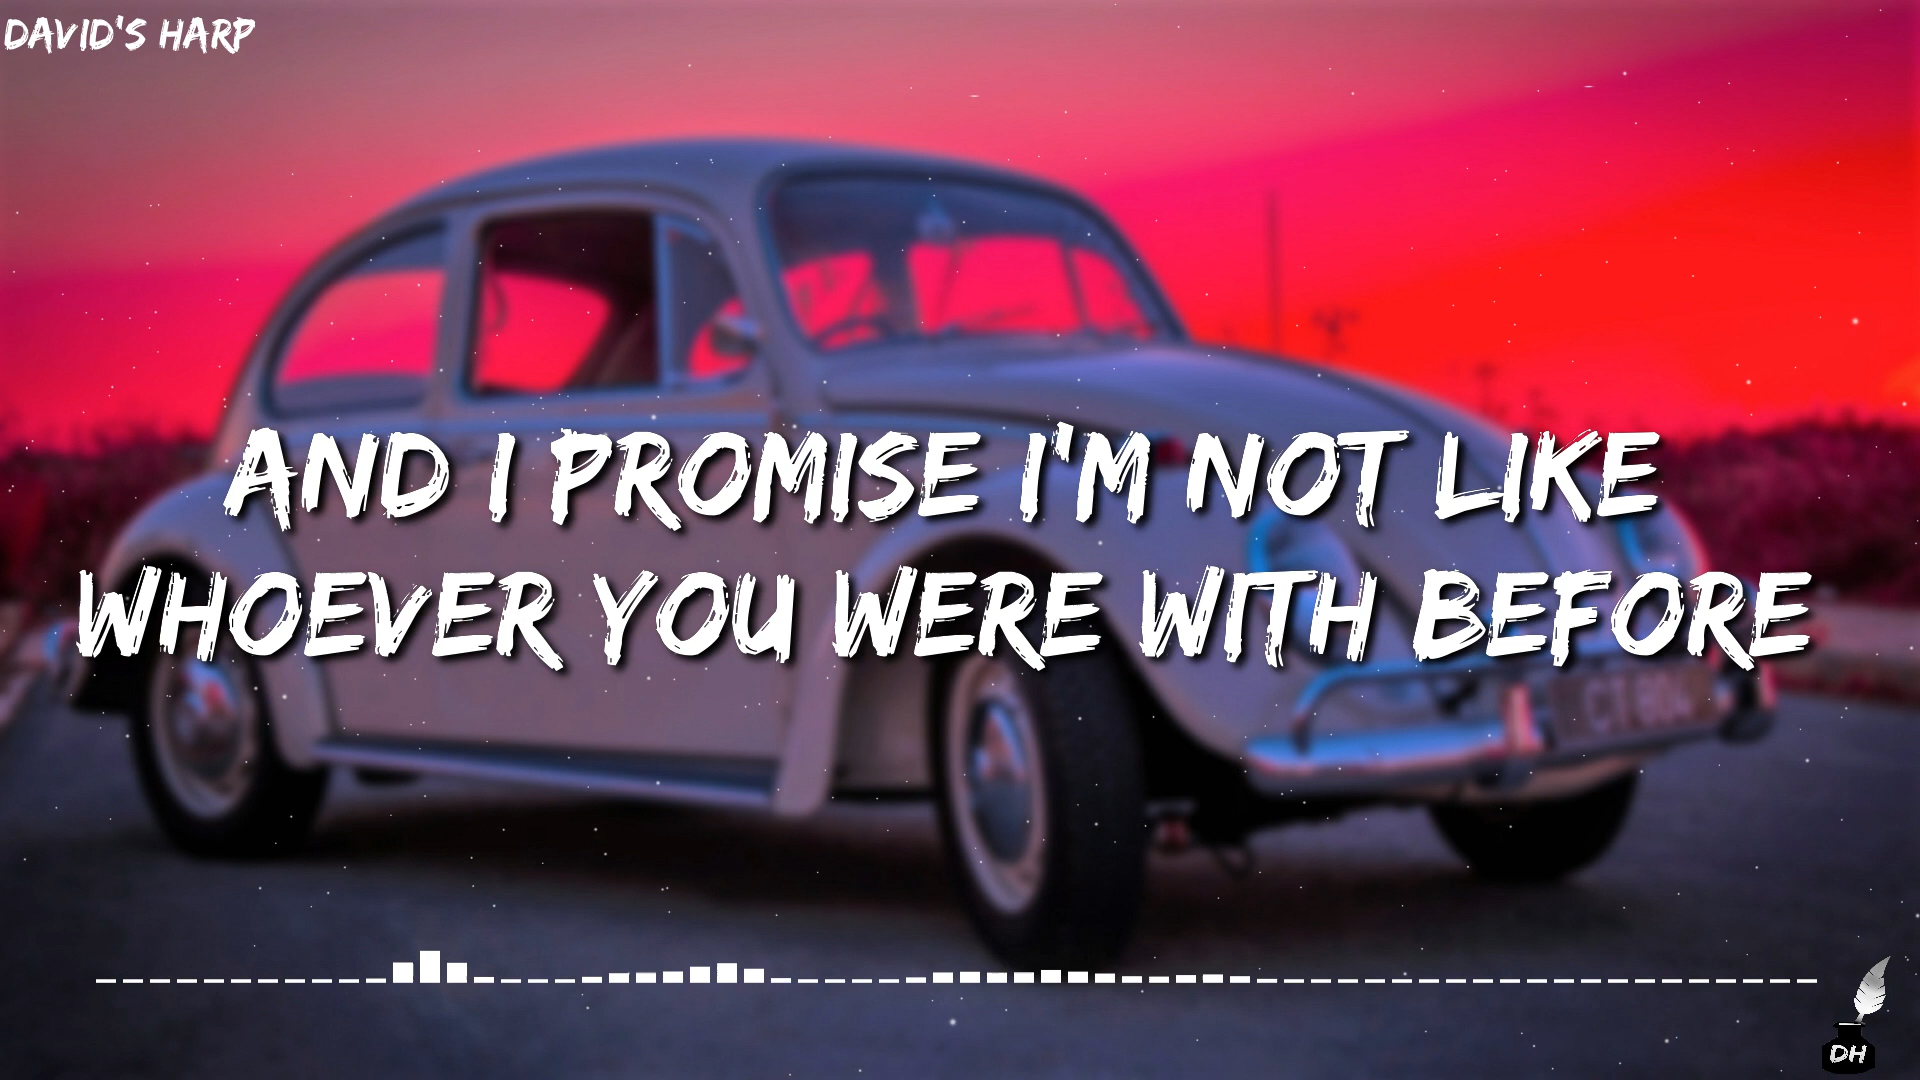 DAVID'S HARP
AND I PROMISE I'M NOT LIKE
WHOEVER YOU WERE WITH BEFORE
DH